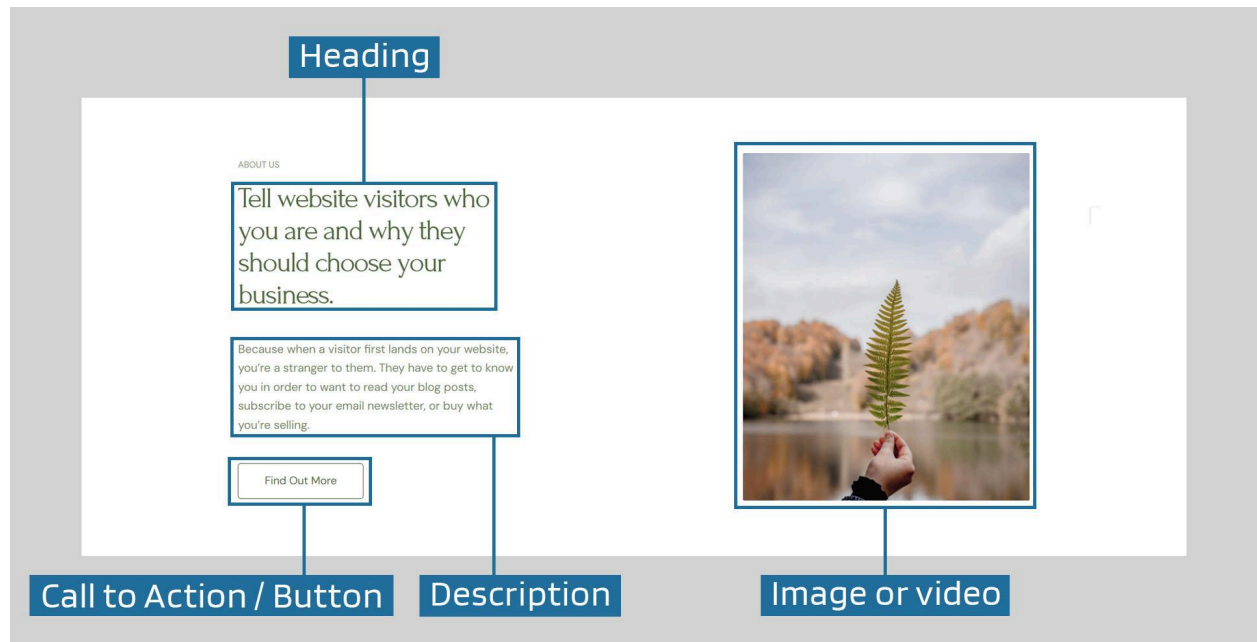 Heading
ABOUT US
Tell website visitors who
you are and why they
should choose your
business.
Because when a visitor first lands on your website,
you're a stranger to them. They have to get to know
you in order to want to read your blog posts,
subscribe to your email newsletter, or buy what
you're selling.
Find Out More
Call to Action / Button
Description
Image or video